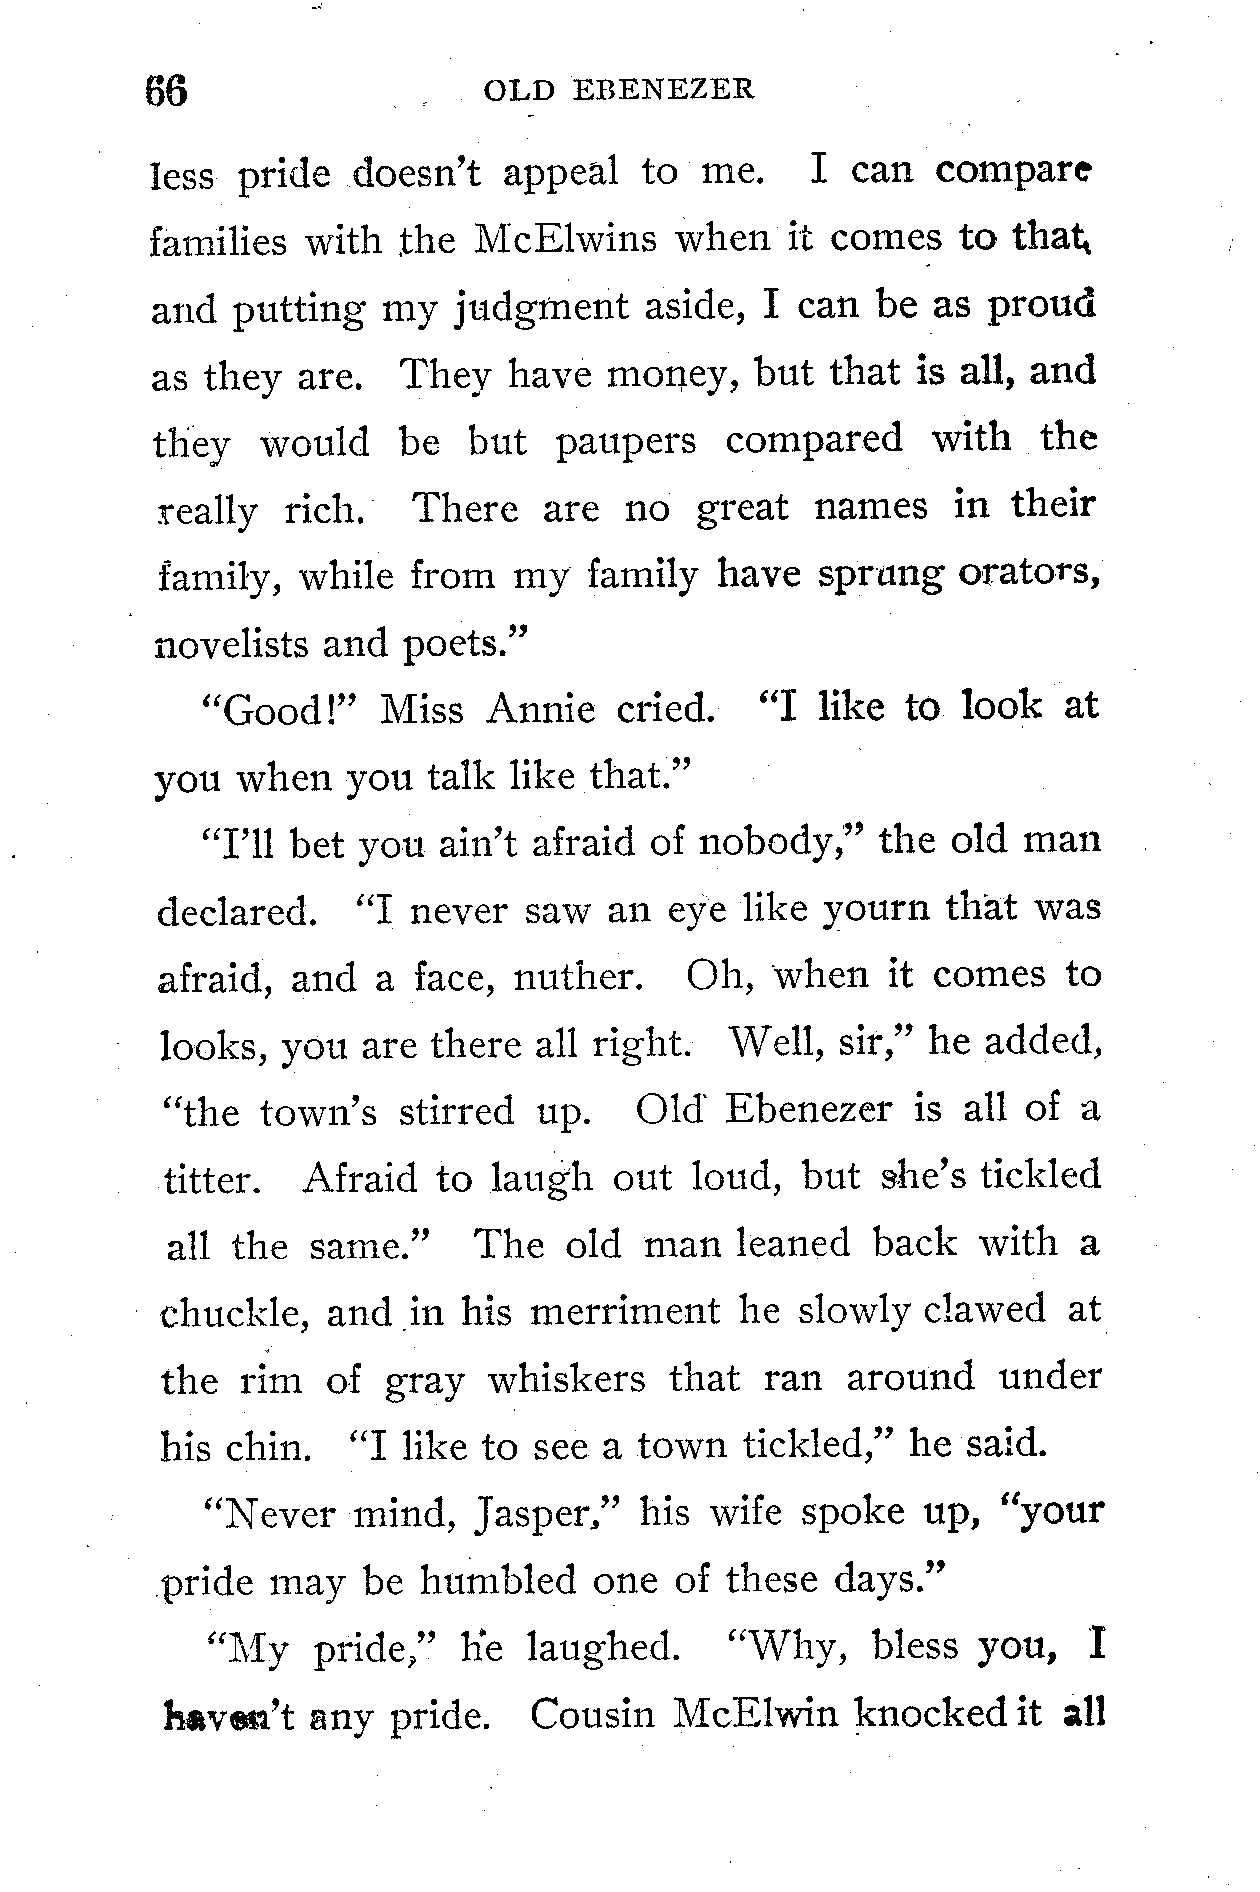 66 OLD EBENEZER
less pride doesn't appeal to me. I can compare
families with the McElwins when it comes to that,
and putting my judgment aside, I can be as proud
as they are. They have money, but that is all, and
they would be but paupers compared with the
really rich. There are no great names in their
family, while from my family have sprung orators,
novelists and poets."
"Good!" Miss Annie cried. "I like to look at
you when you talk like that."
"I'll bet you ain't afraid of nobody," the old man
declared. "I never saw an eye like yourn that was
afraid, and a face, nuther. Oh, when it comes to
looks, you are there all right. Well, sir," he added,
"the town's stirred up. Old Ebenezer is all of a
titter. Afraid to laugh out loud, but she's tickled
all the same." The old man leaned back with a
chuckle, and in his merriment he slowly clawed at
the rim of gray whiskers that ran around under
his chin. "I like to see a town tickled," he said.
"Never mind, Jasper," his wife spoke up, "your
pride may be humbled one of these days."
"My pride," he laughed. "Why, bless you, I
haven't any pride. Cousin McElwin knocked it all